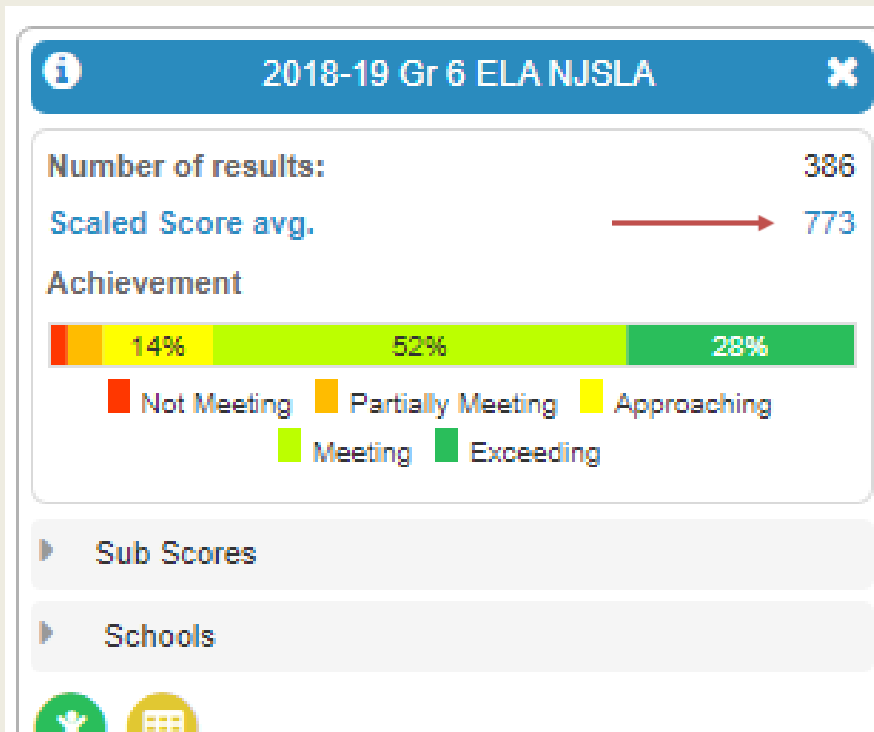 2018-19 Gr 6 ELA NJSLA
Number of results: 386
Scaled Score avg. 773
Achievement
14% 52% 28%
Not Meeting Partially Meeting Approaching
Meeting Exceeding
Sub Scores
Schools